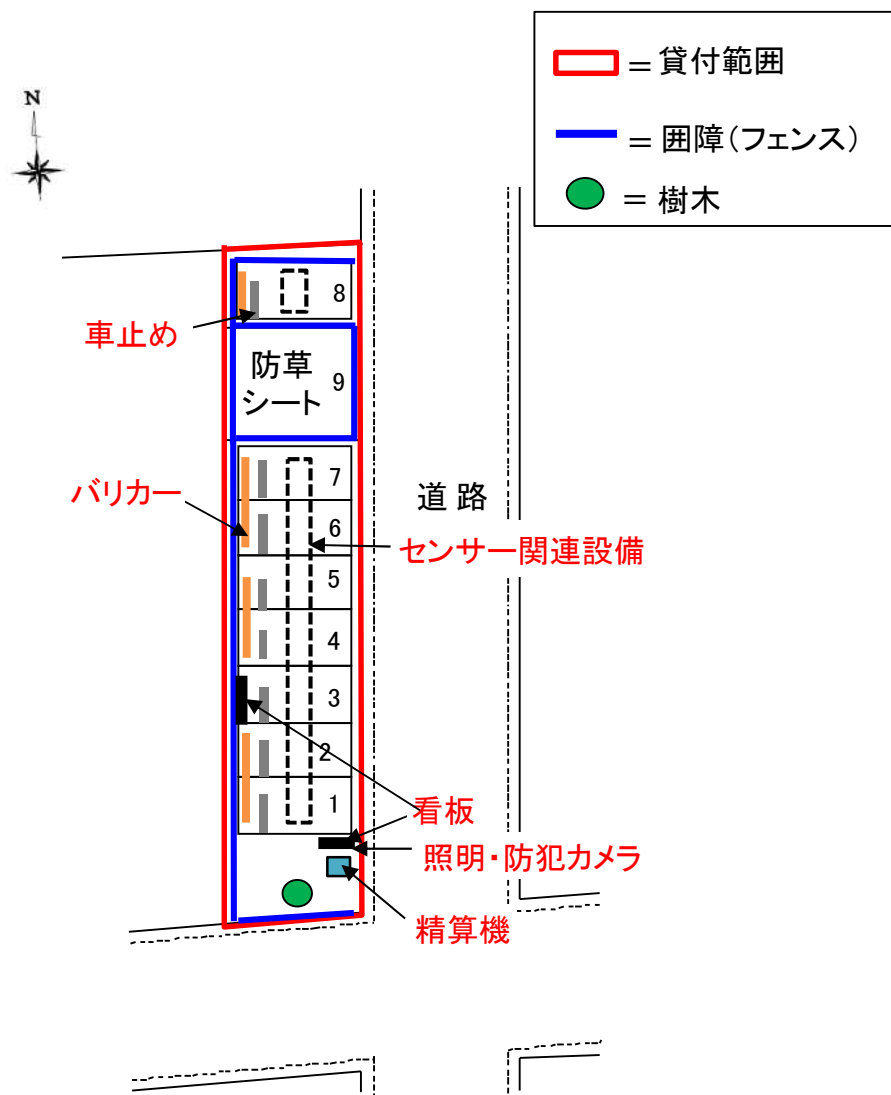 = 貸付範囲
= 囲障(フェンス)
= 樹木
N
8
車止め
防草
シート
9
7
バリカー
道 路
6
センサー関連設備
5
4
3
2
1
看板
照明・防犯カメラ
精算機